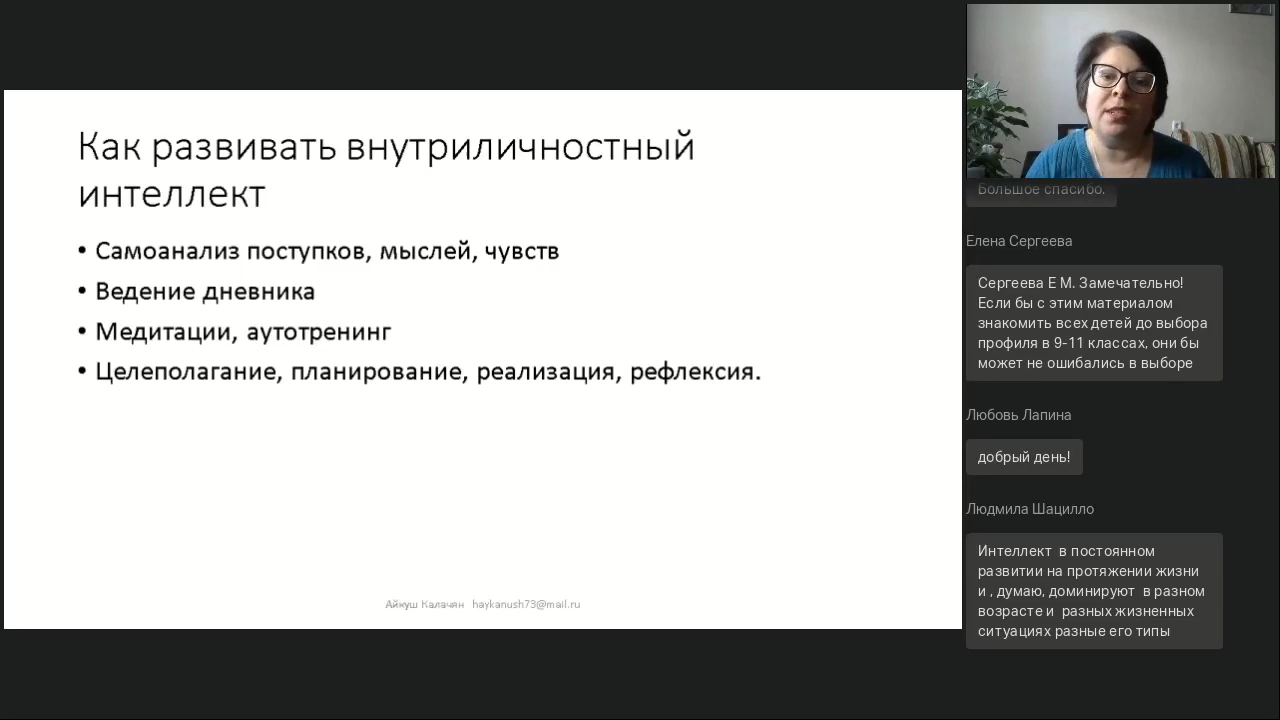 Как развивать внутриличностный
интеллект
• Самоанализ поступков, мыслей, чувств
• Ведение дневника
• Медитации, аутотренинг
• Целеполагание, планирование, реализация, рефлексия.
Айкуш Калачян haykanush73@mail.ru
Большое спасибо.
Елена Сергеева
Сергеева Е М. Замечательно!
Если бы с этим материалом
знакомить всех детей до выбора
профиля в 9-11 классах, они бы
может не ошибались в выборе
Любовь Лапина
добрый день!
Людмила Шацилло
Интеллект в постоянном
развитии на протяжении жизни
и , думаю, доминируют в разном
возрасте и разных жизненных
ситуациях разные его типы